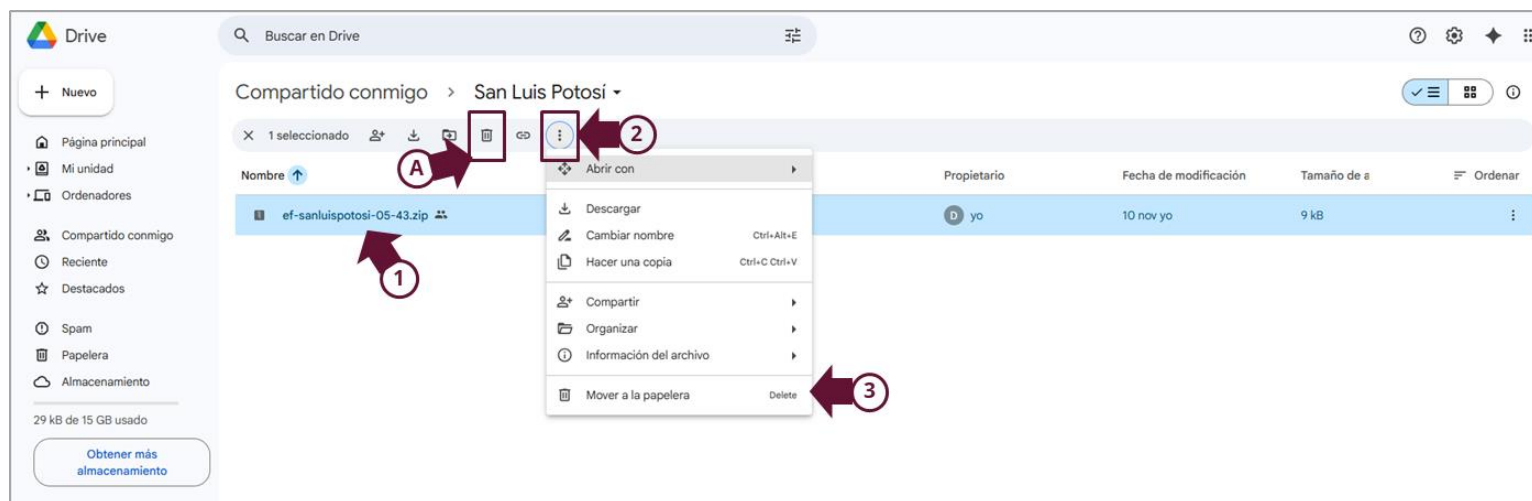 Drive
Buscar en Drive
Nuevo
Compartido conmigo > San Luis Potosí
1 seleccionado
2
A
Página principal
Mi unidad
Ordenadores
Compartido conmigo
Reciente
Destacados
Spam
Papelera
Almacenamiento
29 kB de 15 GB usado
Obtener más
almacenamiento
Nombre
Propietario
Fecha de modificación
Tamaño de a
Ordenar
ef-sanluispotosi-05-43.zip
D yo
10 nov yo
9 kB
1
Abrir con
Descargar
Cambiar nombre Ctrl+Alt+E
Hacer una copia Ctrl+C Ctrl+V
Compartir
Organizar
Información del archivo
Mover a la papelera Delete
3